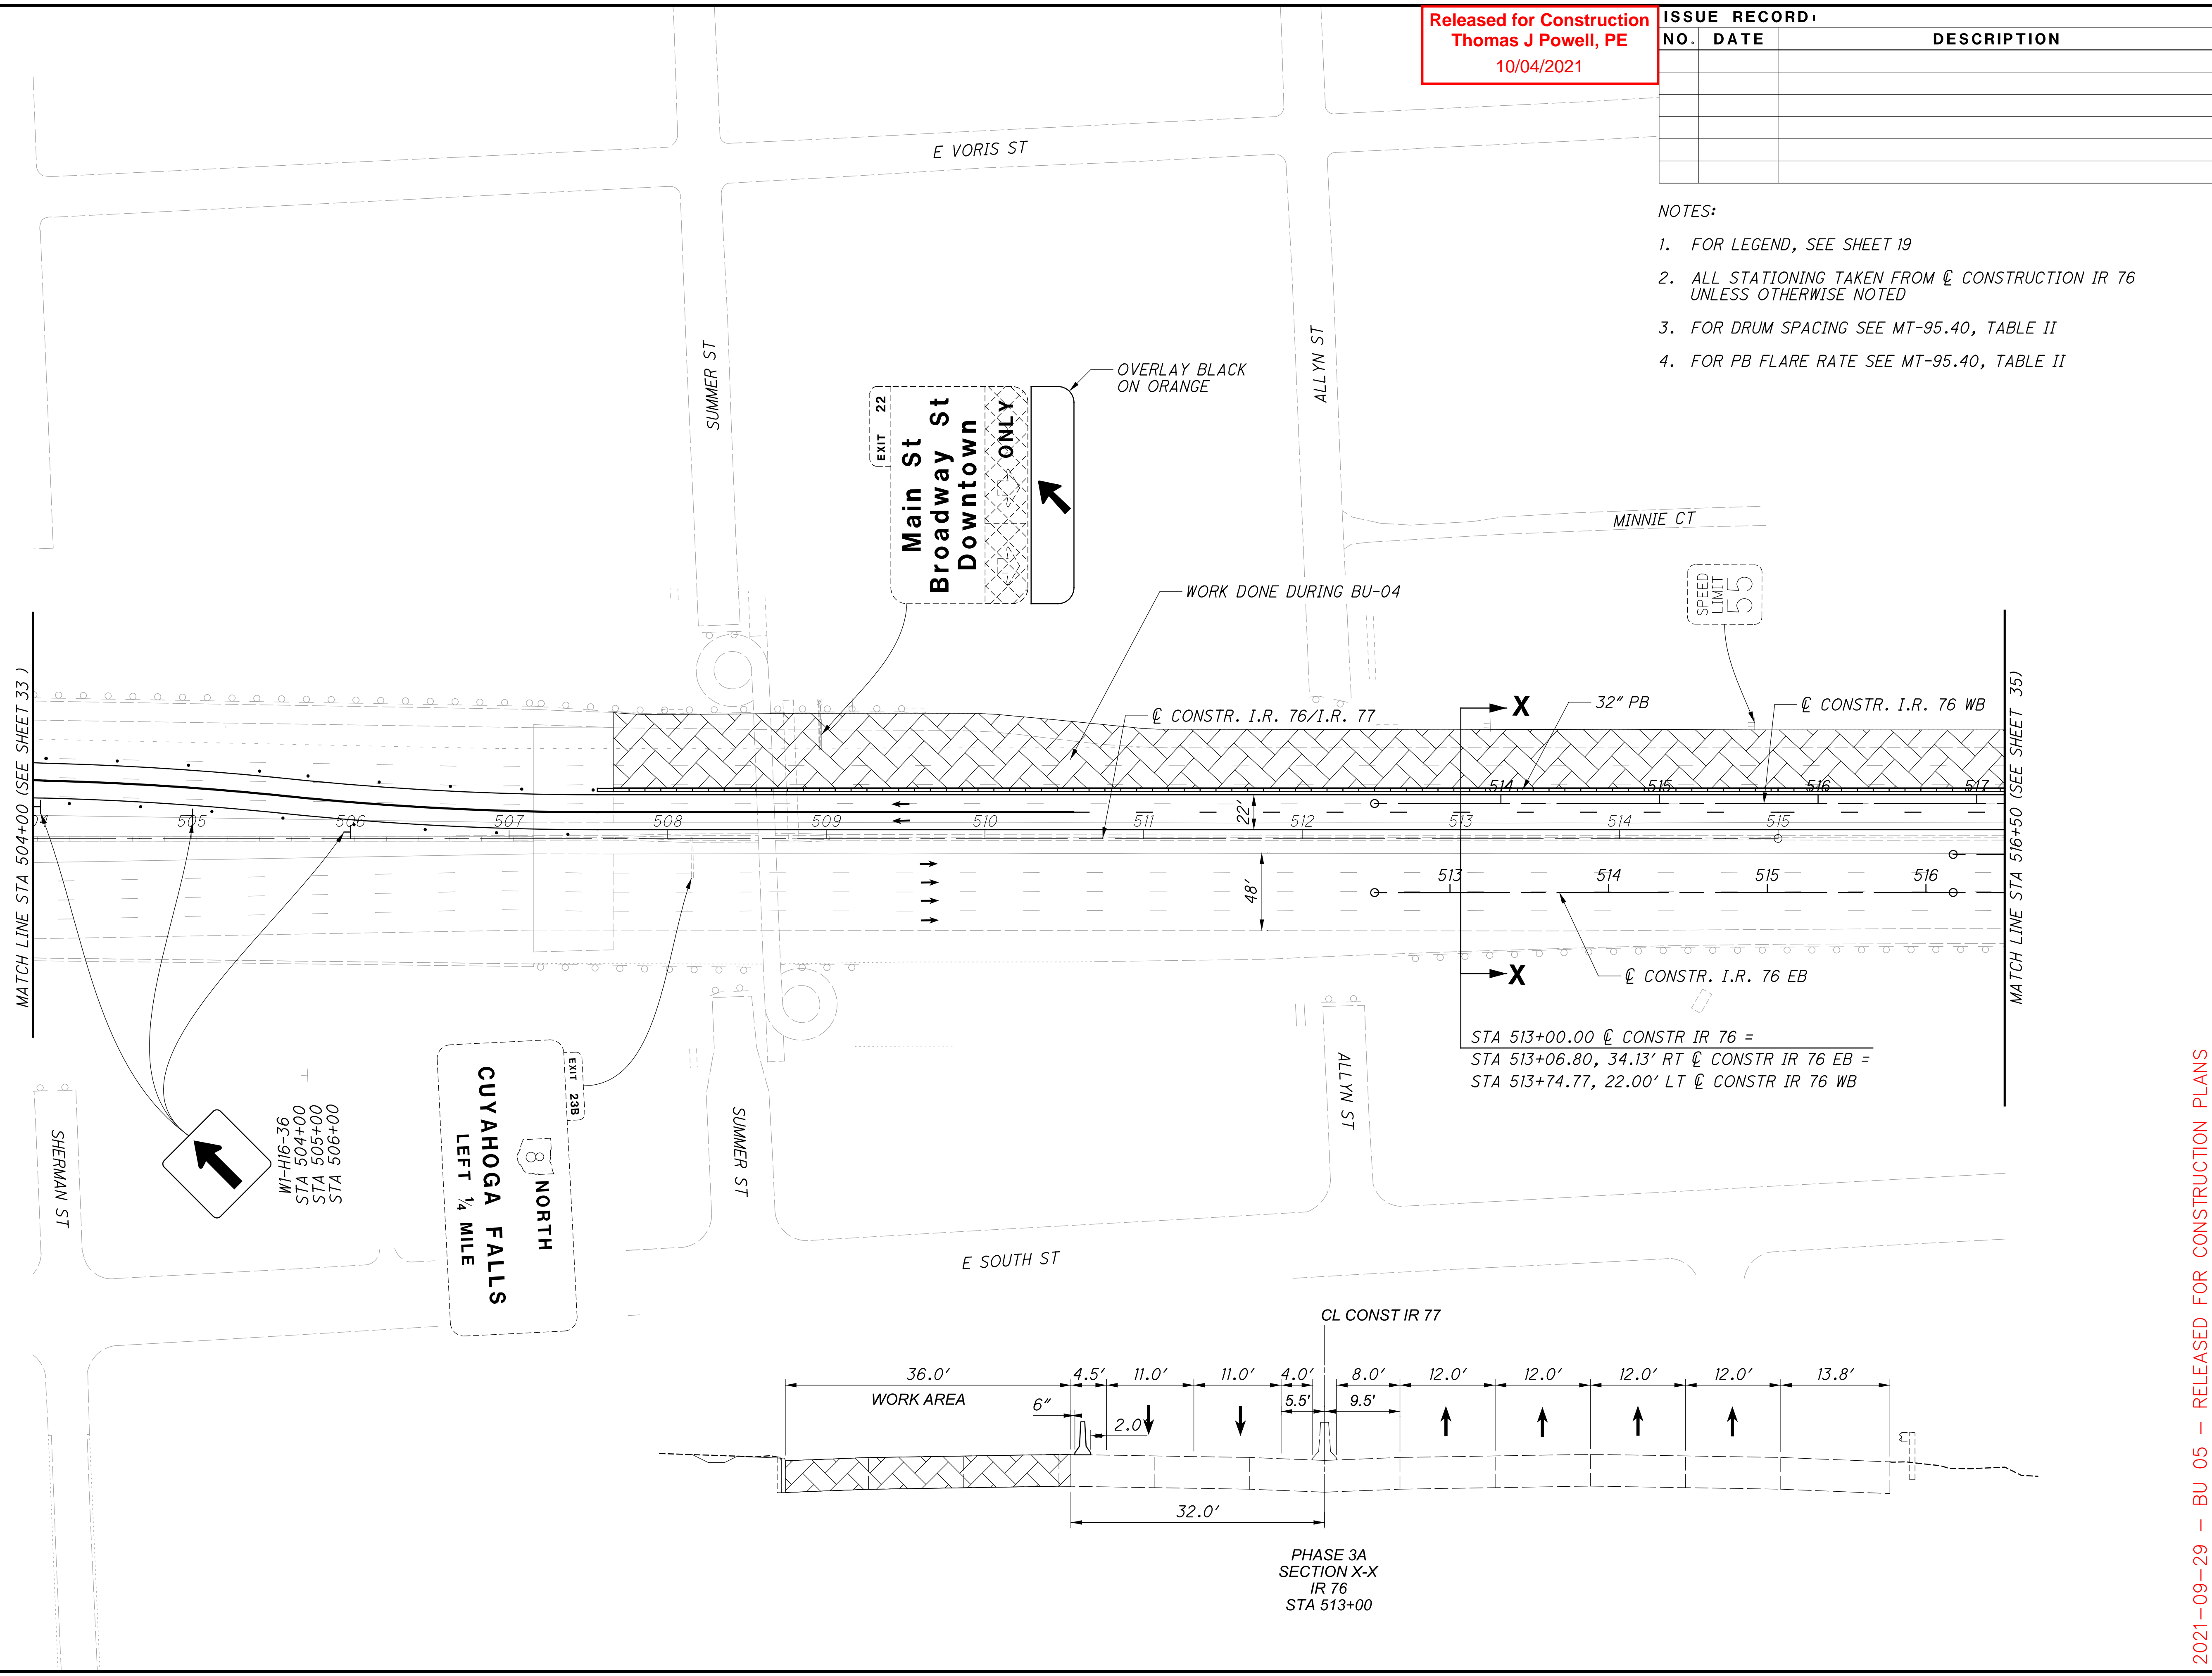 Released for Construction
Thomas J Powell, PE
10/04/2021
ISSUE RECORD:
NO. DATE DESCRIPTION
NOTES:
1. FOR LEGEND, SEE SHEET 19
2. ALL STATIONING TAKEN FROM ℄ CONSTRUCTION IR 76
UNLESS OTHERWISE NOTED
3. FOR DRUM SPACING SEE MT-95.40, TABLE II
4. FOR PB FLARE RATE SEE MT-95.40, TABLE II
E VORIS ST
SUMMER ST
ALLYN ST
MINNIE CT
OVERLAY BLACK
ON ORANGE
EXIT 22
Main St
Broadway St
Downtown
ONLY
WORK DONE DURING BU-04
SPEED
LIMIT
55
MATCH LINE STA 504+00 (SEE SHEET 33 )
MATCH LINE STA 516+50 (SEE SHEET 35)
℄ CONSTR. I.R. 76/I.R. 77
X
32" PB
℄ CONSTR. I.R. 76 WB
514 515 516 517
22'
04 505 506 507 508 509 510 511 512 513 514 515
48'
513 514 515 516
X
℄ CONSTR. I.R. 76 EB
STA 513+00.00 ℄ CONSTR IR 76 =
STA 513+06.80, 34.13' RT ℄ CONSTR IR 76 EB =
STA 513+74.77, 22.00' LT ℄ CONSTR IR 76 WB
W1-H16-36
STA 504+00
STA 505+00
STA 506+00
SHERMAN ST
EXIT 23B
8 NORTH
CUYAHOGA FALLS
LEFT ¼ MILE
SUMMER ST
ALLYN ST
E SOUTH ST
CL CONST IR 77
36.0' 4.5' 11.0' 11.0' 4.0' 8.0' 12.0' 12.0' 12.0' 12.0' 13.8'
WORK AREA
6"
2.0'
5.5' 9.5'
32.0'
PHASE 3A
SECTION X-X
IR 76
STA 513+00
2021-09-29 - BU 05 - RELEASED FOR CONSTRUCTION PLANS